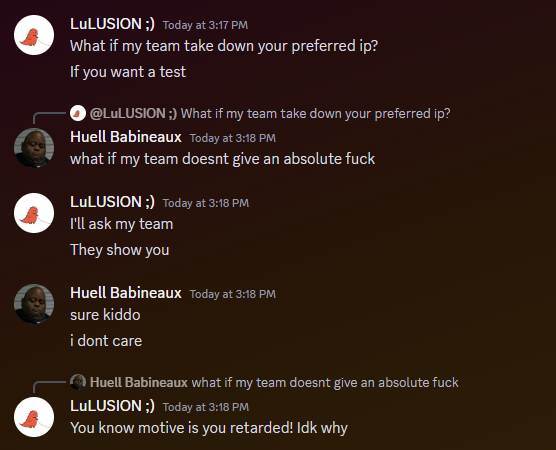 LuLUSION ;) Today at 3:17 PM
What if my team take down your preferred ip?
If you want a test
@LuLUSION ;) What if my team take down your preferred ip?
Huell Babineaux Today at 3:18 PM
what if my team doesnt give an absolute fuck
LuLUSION ;) Today at 3:18 PM
I'll ask my team
They show you
Huell Babineaux Today at 3:18 PM
sure kiddo
i dont care
Huell Babineaux what if my team doesnt give an absolute fuck
LuLUSION ;) Today at 3:18 PM
You know motive is you retarded! Idk why